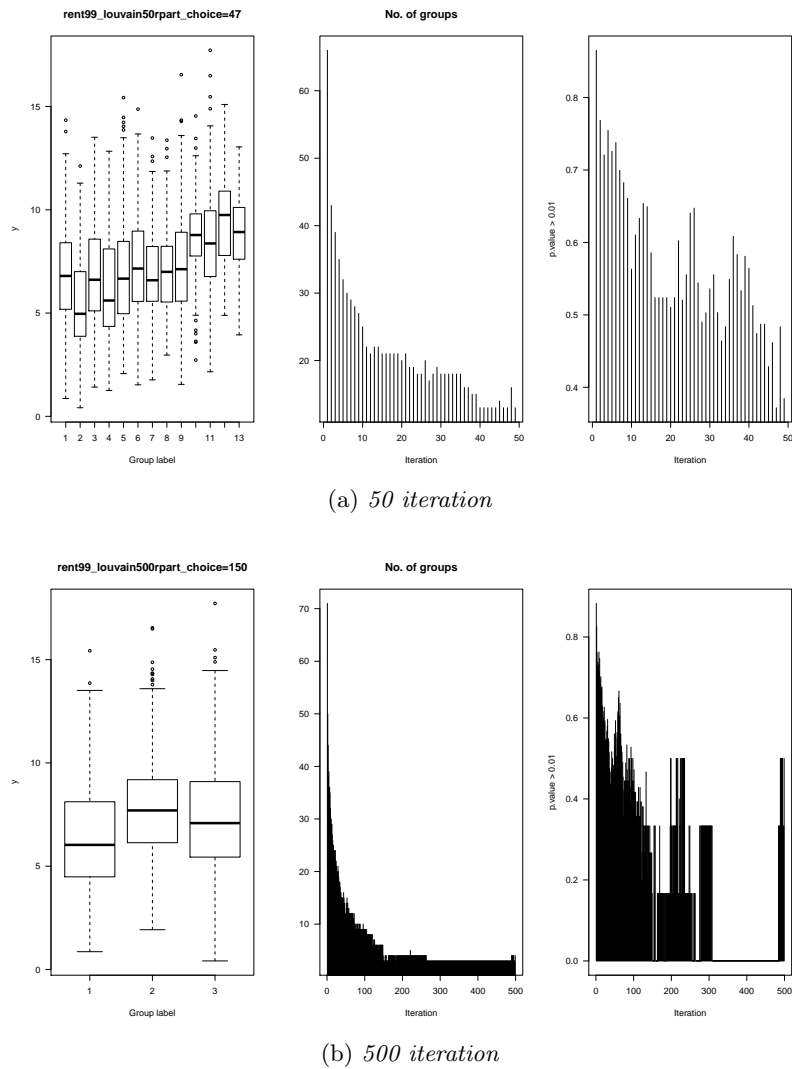 rent99_louvain50rpart_choice=47
No. of groups
y
0
5
10
15
1 2 3 4 5 6 7 8 9 11 13
Group label
20
30
40
50
60
0 10 20 30 40 50
Iteration
p.value > 0.01
0.4
0.5
0.6
0.7
0.8
0 10 20 30 40 50
Iteration
(a) 50 iteration
rent99_louvain500rpart_choice=150
No. of groups
y
0
5
10
15
1 2 3
Group label
10
20
30
40
50
60
70
0 100 200 300 400 500
Iteration
p.value > 0.01
0.0
0.2
0.4
0.6
0.8
0 100 200 300 400 500
Iteration
(b) 500 iteration